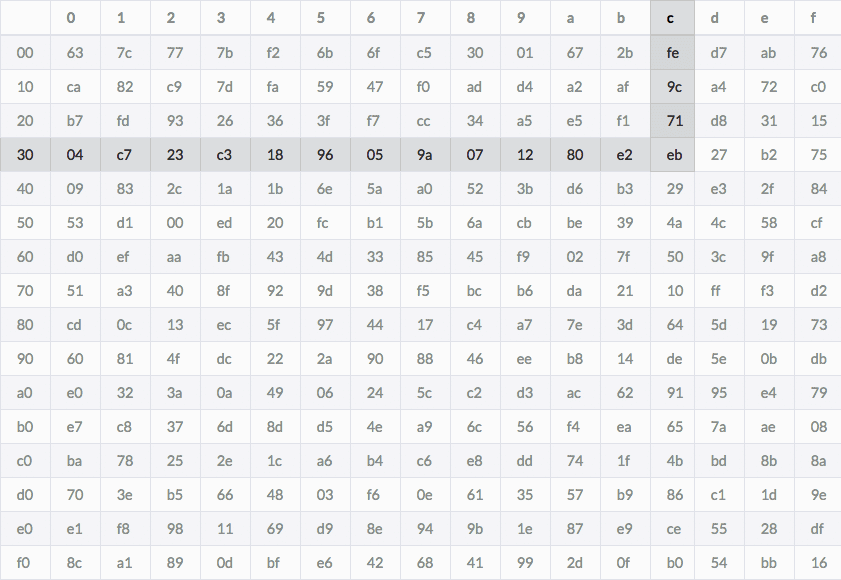 0 1 2 3 4 5 6 7 8 9 a b c d e f
00 63 7c 77 7b f2 6b 6f c5 30 01 67 2b fe d7 ab 76
10 ca 82 c9 7d fa 59 47 f0 ad d4 a2 af 9c a4 72 c0
20 b7 fd 93 26 36 3f f7 cc 34 a5 e5 f1 71 d8 31 15
30 04 c7 23 c3 18 96 05 9a 07 12 80 e2 eb 27 b2 75
40 09 83 2c 1a 1b 6e 5a a0 52 3b d6 b3 29 e3 2f 84
50 53 d1 00 ed 20 fc b1 5b 6a cb be 39 4a 4c 58 cf
60 d0 ef aa fb 43 4d 33 85 45 f9 02 7f 50 3c 9f a8
70 51 a3 40 8f 92 9d 38 f5 bc b6 da 21 10 ff f3 d2
80 cd 0c 13 ec 5f 97 44 17 c4 a7 7e 3d 64 5d 19 73
90 60 81 4f dc 22 2a 90 88 46 ee b8 14 de 5e 0b db
a0 e0 32 3a 0a 49 06 24 5c c2 d3 ac 62 91 95 e4 79
b0 e7 c8 37 6d 8d d5 4e a9 6c 56 f4 ea 65 7a ae 08
c0 ba 78 25 2e 1c a6 b4 c6 e8 dd 74 1f 4b bd 8b 8a
d0 70 3e b5 66 48 03 f6 0e 61 35 57 b9 86 c1 1d 9e
e0 e1 f8 98 11 69 d9 8e 94 9b 1e 87 e9 ce 55 28 df
f0 8c a1 89 0d bf e6 42 68 41 99 2d 0f b0 54 bb 16